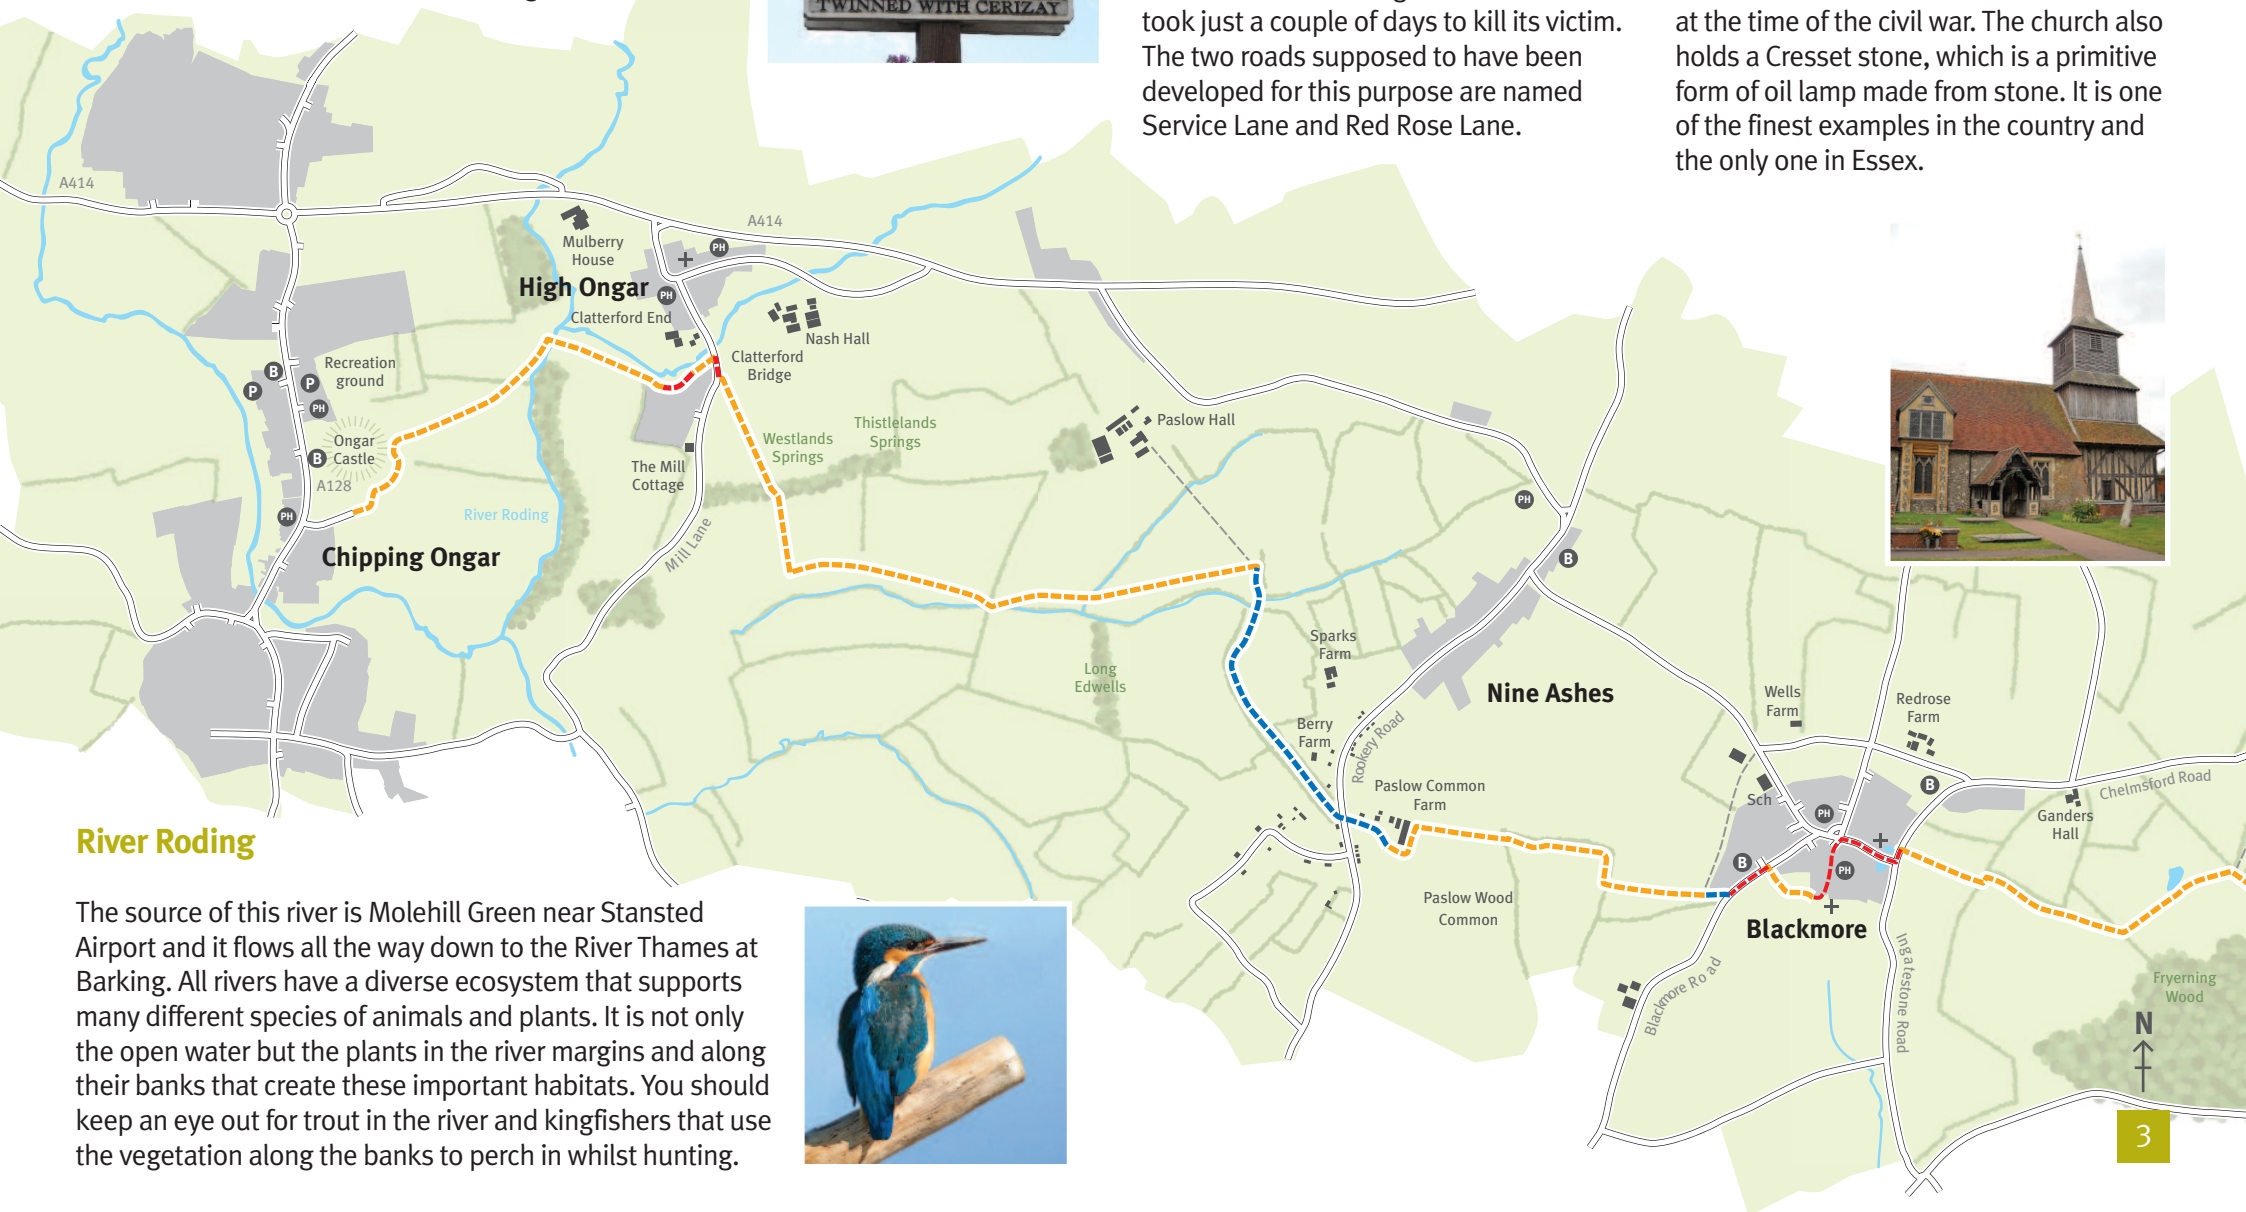 TWINNED WITH CERIZAY
took just a couple of days to kill its victim.
The two roads supposed to have been
developed for this purpose are named
Service Lane and Red Rose Lane.
at the time of the civil war. The church also
holds a Cresset stone, which is a primitive
form of oil lamp made from stone. It is one
of the finest examples in the country and
the only one in Essex.
A414
A414
Mulberry
House
PH
High Ongar
PH
Clatterford End
Nash Hall
Clatterford
Bridge
Recreation
ground
B
P
P
PH
Ongar
Castle
B
A128
PH
River Roding
Chipping Ongar
The Mill
Cottage
Mill Lane
Westlands
Springs
Thistlelands
Springs
Paslow Hall
PH
B
Long
Edwells
Sparks
Farm
Nine Ashes
Berry
Farm
Rookery Road
Paslow Common
Farm
Wells
Farm
Redrose
Farm
Sch
PH
B
Chelmsford Road
Ganders
Hall
B
PH
Paslow Wood
Common
Blackmore
Blackmore Road
Ingatestone Road
Fryerning
Wood
N
River Roding
The source of this river is Molehill Green near Stansted
Airport and it flows all the way down to the River Thames at
Barking. All rivers have a diverse ecosystem that supports
many different species of animals and plants. It is not only
the open water but the plants in the river margins and along
their banks that create these important habitats. You should
keep an eye out for trout in the river and kingfishers that use
the vegetation along the banks to perch in whilst hunting.
3